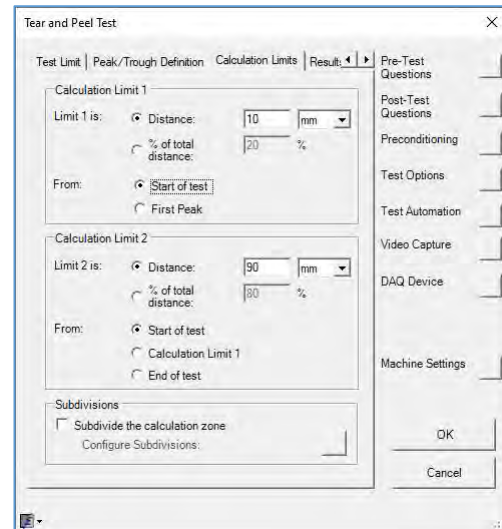 Tear and Peel Test
Test Limit
Peak/Trough Definition
Calculation Limits
Result:
Calculation Limit 1
Limit 1 is:
Distance:
10
mm
% of total
distance:
20
%
From:
Start of test
First Peak
Calculation Limit 2
Limit 2 is:
Distance:
90
mm
% of total
distance:
80
%
From:
Start of test
Calculation Limit 1
End of test
Subdivisions
Subdivide the calculation zone
Configure Subdivisions:
Pre-Test
Questions
Post-Test
Questions
Preconditioning
Test Options
Test Automation
Video Capture
DAQ Device
Machine Settings
OK
Cancel